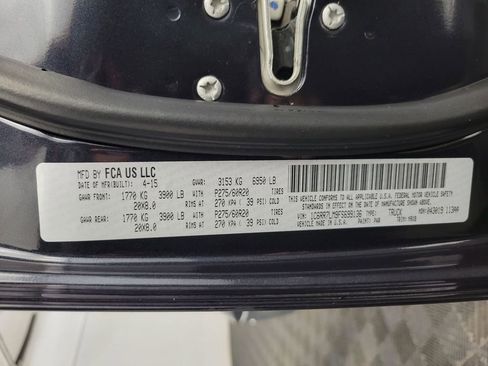 MFD BY FCA US LLC
DATE OF MFR(BUILT): 4-15 GVWR: 3153 KG 6950 LB
GAWR FRONT: 1770 KG 3900 LB WITH P275/60R20 TIRES
20X8.0 RIMS AT 270 KPA ( 39 PSI) COLD
GAWR REAR: 1770 KG 3900 LB WITH P275/60R20 TIRES
20X8.0 RIMS AT 270 KPA ( 39 PSI) COLD
THIS VEHICLE CONFORMS TO ALL APPLICABLE U.S.A. FEDERAL MOTOR VEHICLE SAFETY
STANDARDS IN EFFECT ON THE DATE OF MANUFACTURE SHOWN ABOVE.
VIN: TYPE: TRUCK
MADE IN U.S.A. PAINT: PAR TRIM: